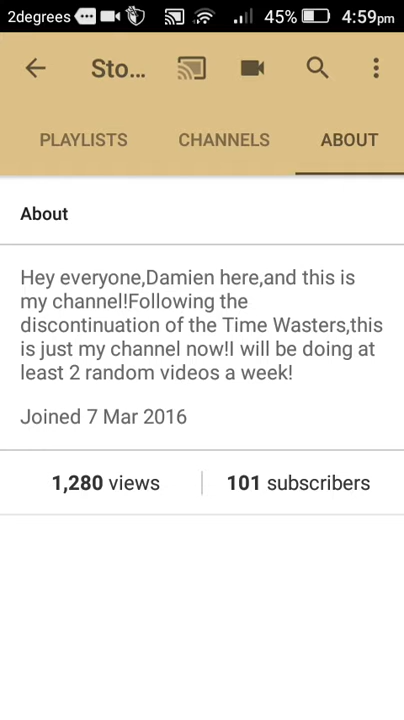 2degrees 45% 4:59pm
Sto...
PLAYLISTS CHANNELS ABOUT
About
Hey everyone,Damien here,and this is
my channel!Following the
discontinuation of the Time Wasters,this
is just my channel now!I will be doing at
least 2 random videos a week!
Joined 7 Mar 2016
1,280 views 101 subscribers